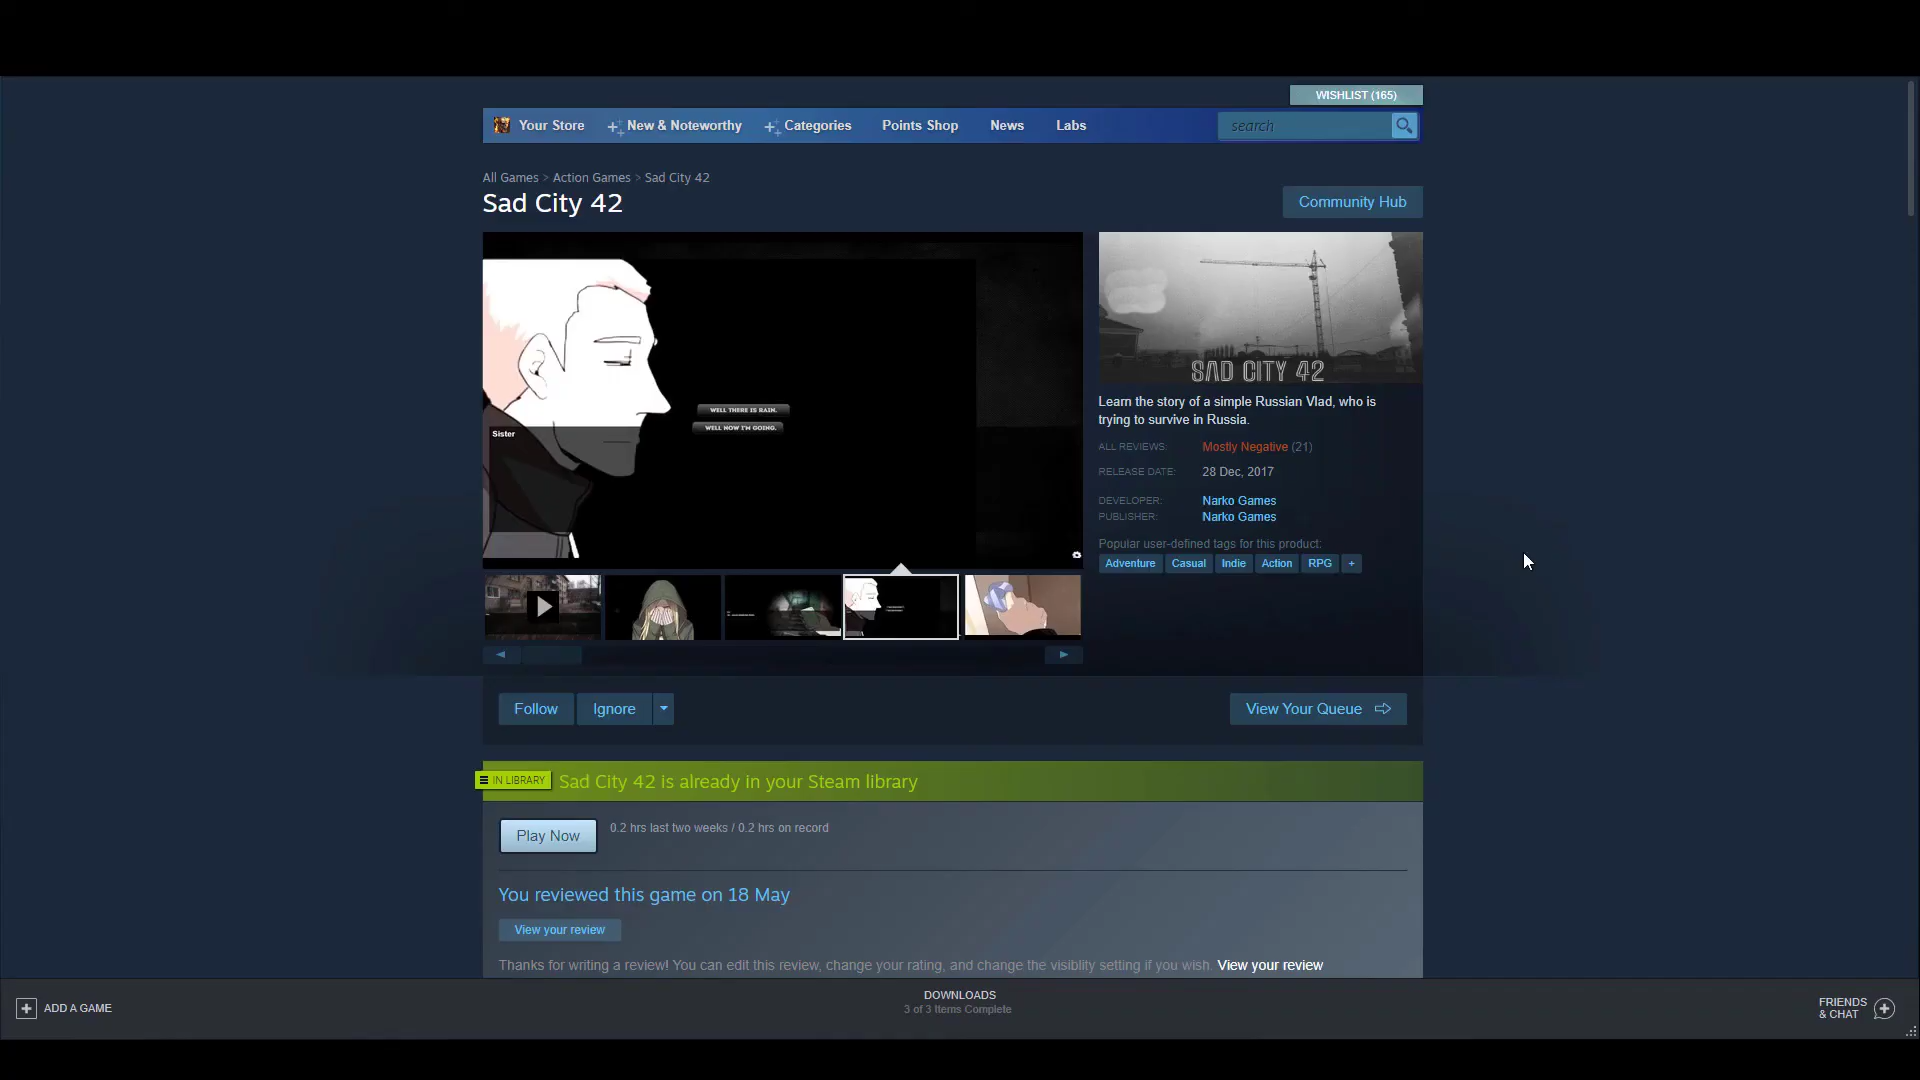 WISHLIST (165)
Your Store New & Noteworthy Categories Points Shop News Labs search
All Games > Action Games > Sad City 42
Sad City 42
Community Hub
WELL THERE IS RAIN.
WELL NOW I'M GOING.
Sister
SAD CITY 42
Learn the story of a simple Russian Vlad, who is
trying to survive in Russia.
ALL REVIEWS: Mostly Negative (21)
RELEASE DATE: 28 Dec, 2017
DEVELOPER: Narko Games
PUBLISHER: Narko Games
Popular user-defined tags for this product:
Adventure Casual Indie Action RPG +
Follow Ignore View Your Queue
IN LIBRARY Sad City 42 is already in your Steam library
Play Now 0.2 hrs last two weeks / 0.2 hrs on record
You reviewed this game on 18 May
View your review
Thanks for writing a review! You can edit this review, change your rating, and change the visiblity setting if you wish. View your review
ADD A GAME
DOWNLOADS
3 of 3 Items Complete
FRIENDS
& CHAT